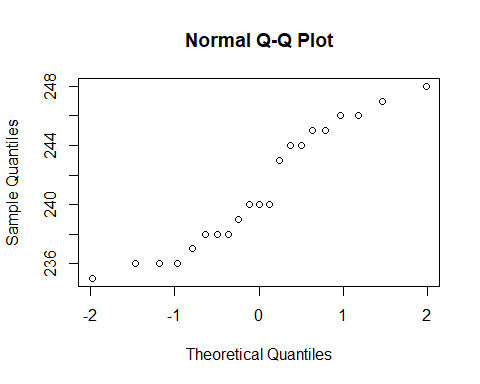 Normal Q-Q Plot
Sample Quantiles
248
244
240
236
-2 -1 0 1 2
Theoretical Quantiles